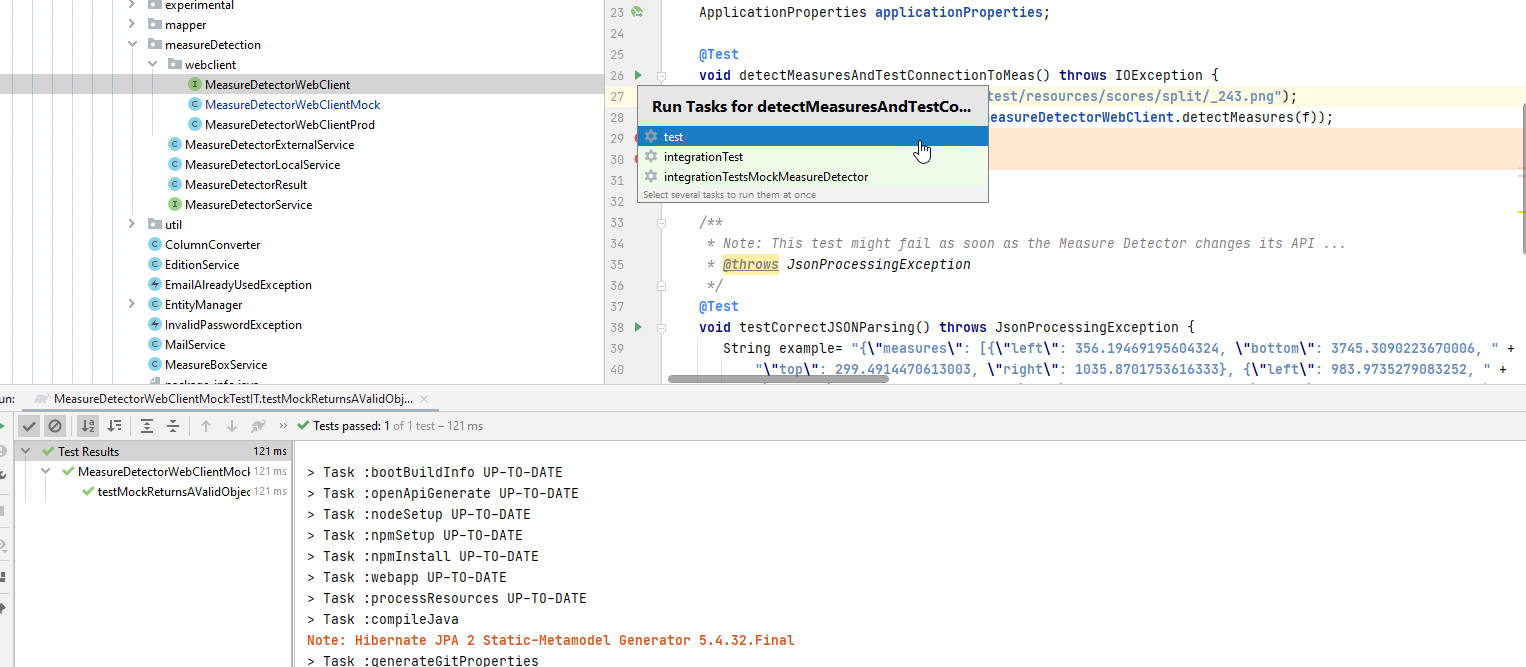 experimental
mapper
measureDetection
webclient
MeasureDetectorWebClient
MeasureDetectorWebClientMock
MeasureDetectorWebClientProd
MeasureDetectorExternalService
MeasureDetectorLocalService
MeasureDetectorResult
MeasureDetectorService
util
ColumnConverter
EditionService
EmailAlreadyUsedException
EntityManager
InvalidPasswordException
MailService
MeasureBoxService
package-info.java
23 ApplicationProperties applicationProperties;
24
25 @Test
26 void detectMeasuresAndTestConnectionToMeas() throws IOException {
27 test/resources/scores/split/_243.png");
28 easureDetectorWebClient.detectMeasures(f));
29
30
31
32
33 /**
34 * Note: This test might fail as soon as the Measure Detector changes its API ...
35 * @throws JsonProcessingException
36 */
37 @Test
38 void testCorrectJSONParsing() throws JsonProcessingException {
39 String example= "{\"measures\": [{\"left\": 356.19469195604324, \"bottom\": 3745.3090223670006, " +
40 "\"top\": 299.4914470613003, \"right\": 1035.8701753616333}, {\"left\": 983.9735279083252, " +
Run Tasks for detectMeasuresAndTestCo...
test
integrationTest
integrationTestsMockMeasureDetector
Select several tasks to run them at once
un: MeasureDetectorWebClientMockTestIT.testMockReturnsAValidObj...
Tests passed: 1 of 1 test – 121 ms
Test Results 121 ms
MeasureDetectorWebClientMock 121 ms
testMockReturnsAValidObjec 121 ms
> Task :bootBuildInfo UP-TO-DATE
> Task :openApiGenerate UP-TO-DATE
> Task :nodeSetup UP-TO-DATE
> Task :npmSetup UP-TO-DATE
> Task :npmInstall UP-TO-DATE
> Task :webapp UP-TO-DATE
> Task :processResources UP-TO-DATE
> Task :compileJava
Note: Hibernate JPA 2 Static-Metamodel Generator 5.4.32.Final
> Task :generateGitProperties